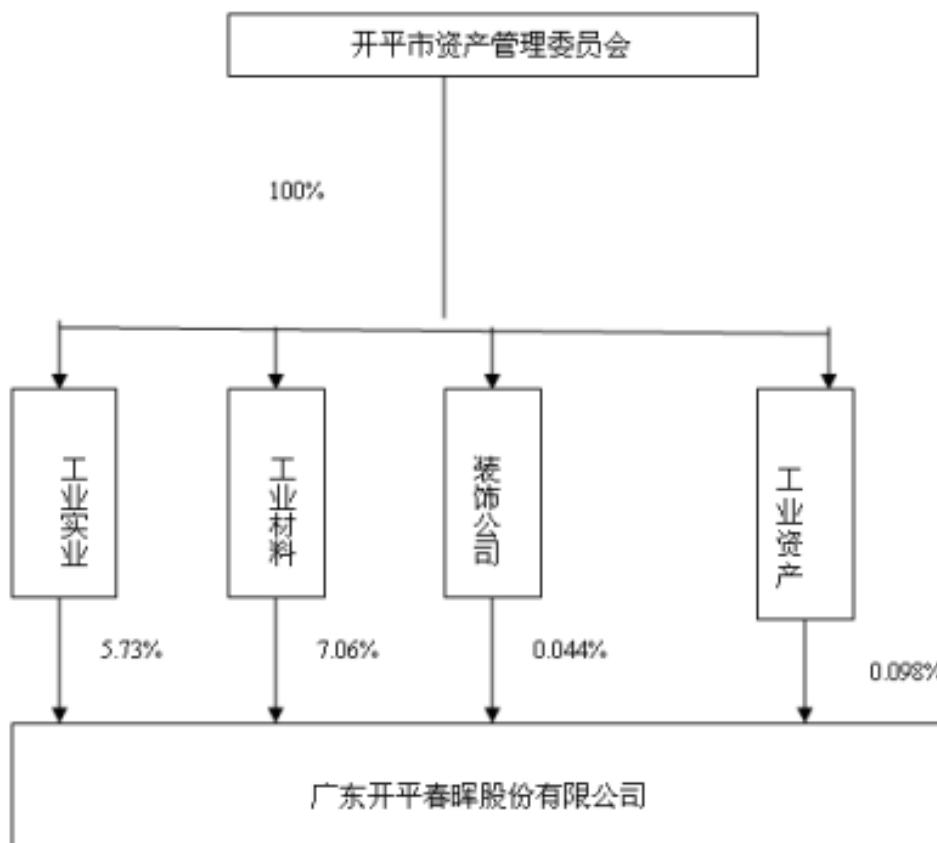 开平市资产管理委员会
100%
工业实业
工业材料
装饰公司
工业资产
5.73%
7.06%
0.044%
0.098%
广东开平春晖股份有限公司